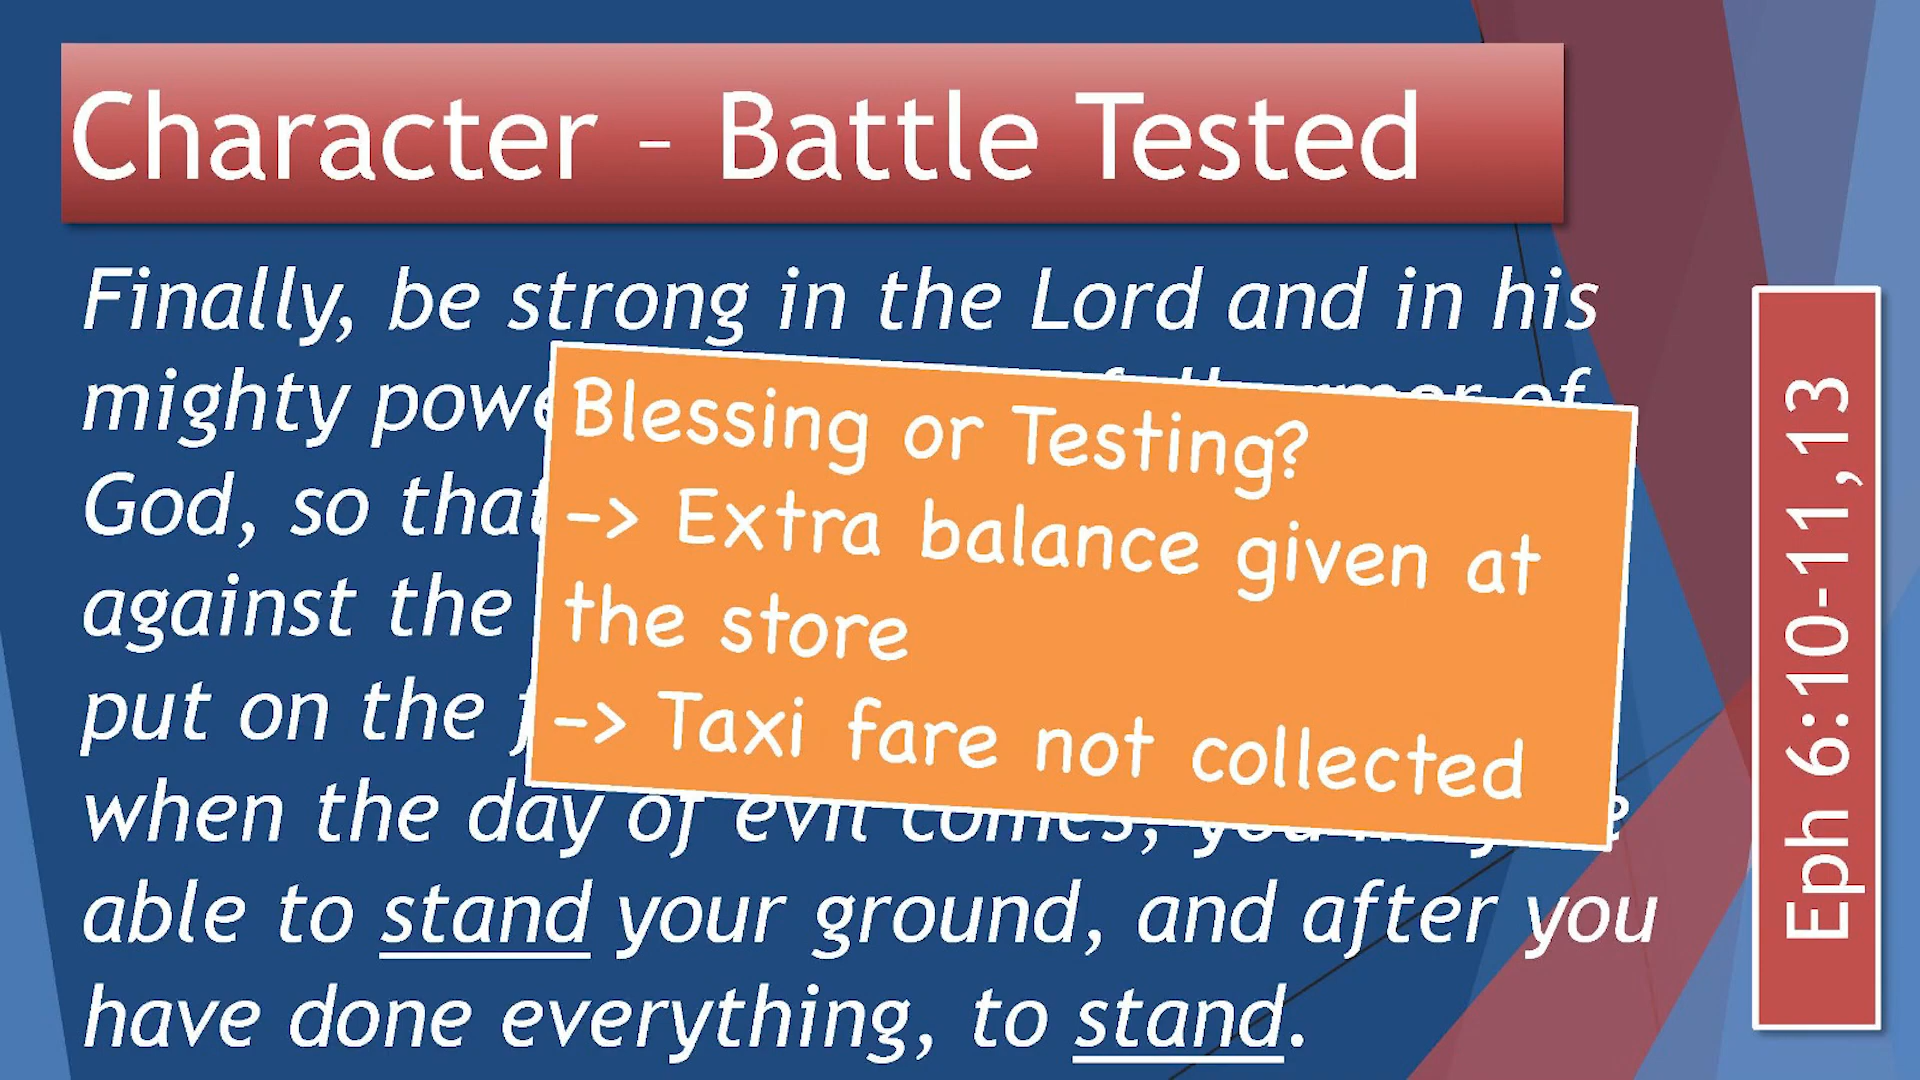 Character – Battle Tested
Finally, be strong in the Lord and in his
mighty of
God, so that
against the
put on the
when the day of evil comes,
able to stand your ground, and after you
have done everything, to stand.
Blessing or Testing?
-> Extra balance given at
the store
-> Taxi fare not collected
Eph 6:10-11,13